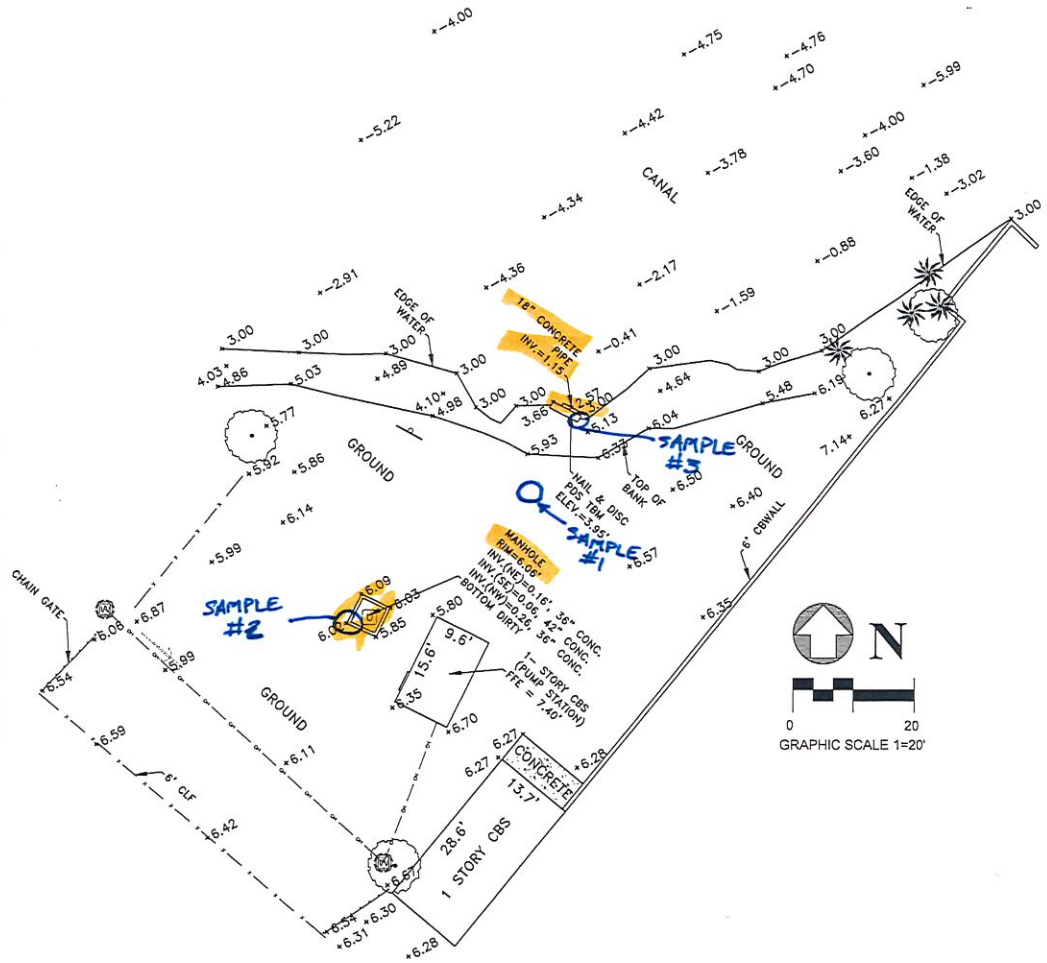 -4.00
-4.75
-4.76
-4.70
-5.99
-5.22
-4.42
-4.00
-3.78
-3.60
-1.38
-3.02
CANAL
EDGE OF
WATER
3.00
-4.34
-0.88
-2.91
-4.36
-2.17
-1.59
EDGE OF
WATER
18" CONCRETE
PIPE
INV.=1.15
-0.41
3.00
3.00
3.00
3.00
3.00
3.00
3.00
3.00
3.00
4.03
4.86
5.03
4.89
4.10
4.98
3.66
5.13
4.64
5.48
6.19
6.27
5.77
5.93
6.33
6.04
7.14
GROUND
SAMPLE
#3
GROUND
5.92
5.86
NAIL & DISC
PDS TBM
ELEV.=3.95'
TOP OF
BANK
6.50
6.40
6.14
SAMPLE
#1
6.57
6' CBWALL
5.99
MANHOLE
RIM=6.06'
INV.(NE)=0.16', 36" CONC.
INV.(SE)=0.06, 42" CONC.
INV.(NW)=0.26, 36" CONC.
BOTTOM DIRTY
CHAIN GATE
SAMPLE
#2
6.09
6.03
5.85
5.80
6.35
6.87
6.08
5.99
9.6'
15.6'
1- STORY CBS
(PUMP STATION)
FFE = 7.40'
N
6.54
GROUND
6.35
6.70
0
20
GRAPHIC SCALE 1=20'
6.59
6.11
6.27
6.27
CONCRETE
6.28
6' CLF
13.7'
28.6'
1 STORY CBS
6.42
6.67
6.54
6.30
6.31
6.28